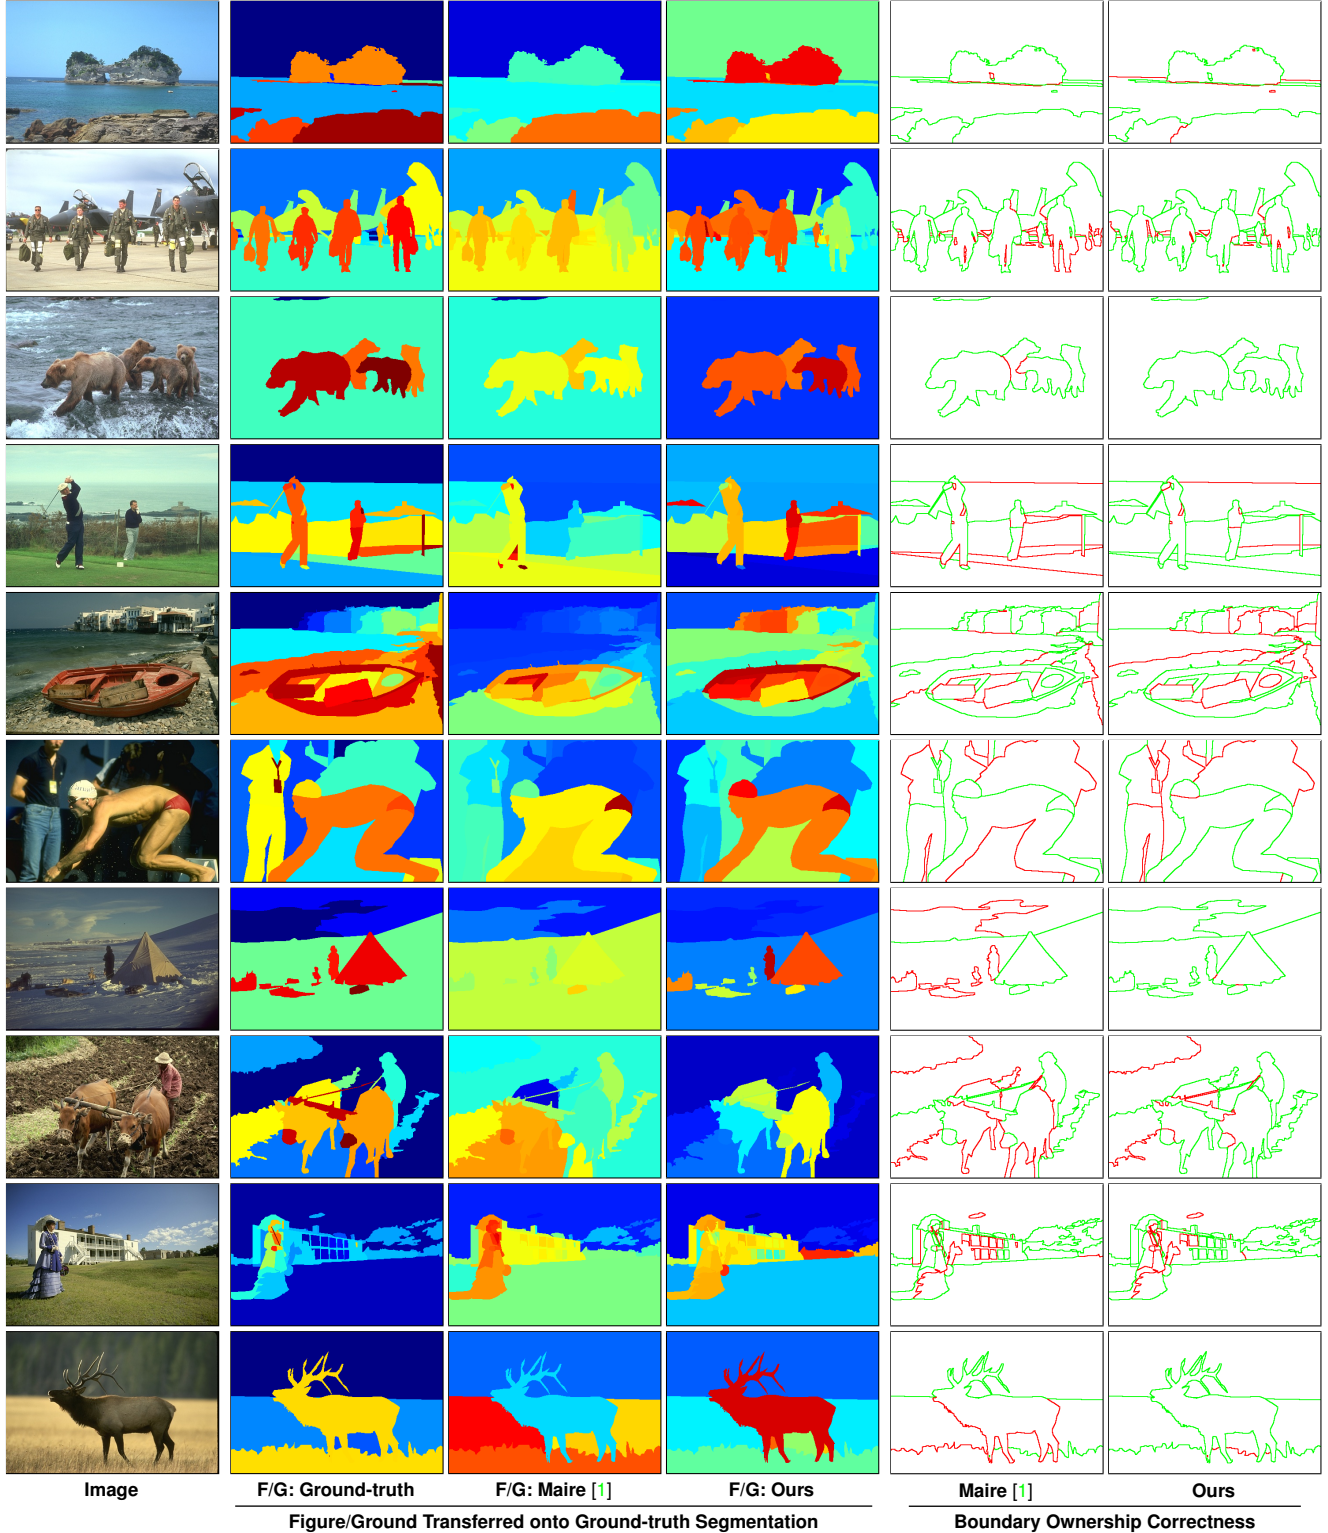 Image F/G: Ground-truth F/G: Maire [1] F/G: Ours Maire [1] Ours
Figure/Ground Transferred onto Ground-truth Segmentation Boundary Ownership Correctness